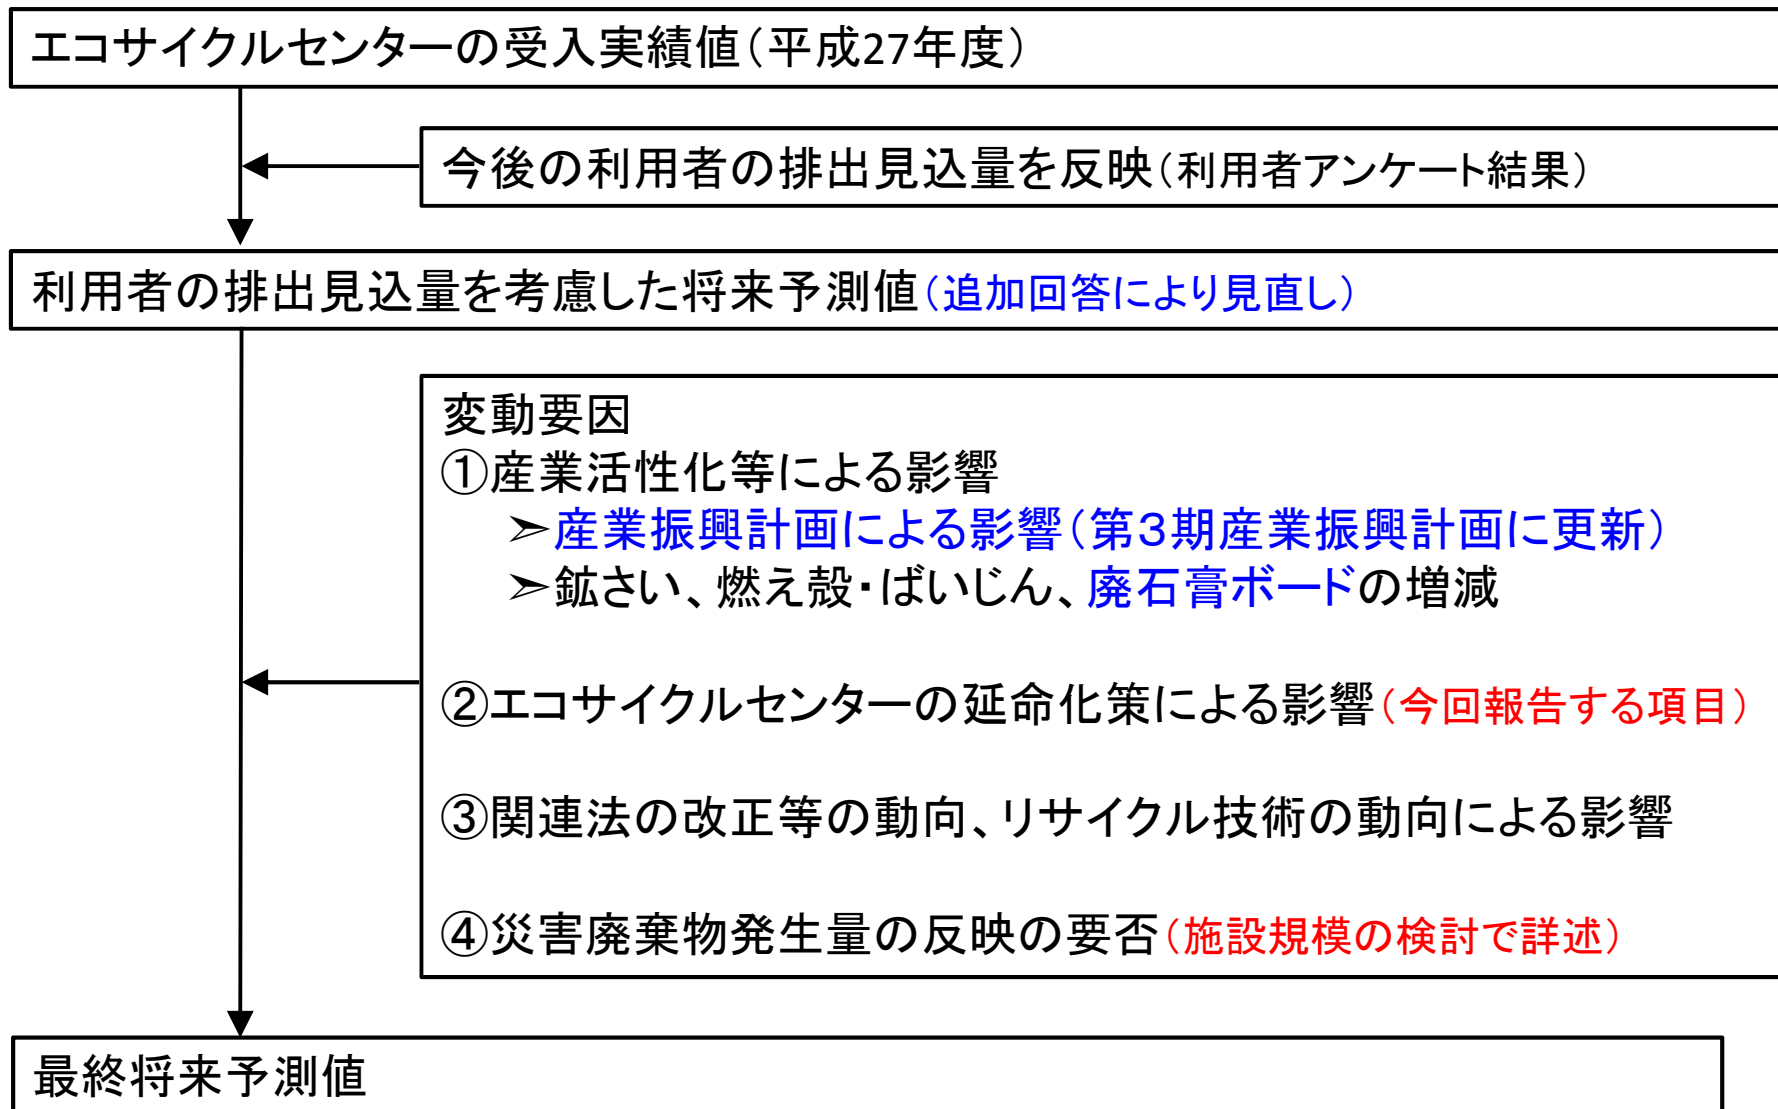 エコサイクルセンターの受入実績値（平成27年度）
今後の利用者の排出見込量を反映（利用者アンケート結果）
利用者の排出見込量を考慮した将来予測値（追加回答により見直し）
変動要因
①産業活性化等による影響
➢産業振興計画による影響（第３期産業振興計画に更新）
➢鉱さい、燃え殻・ばいじん、廃石膏ボードの増減
②エコサイクルセンターの延命化策による影響（今回報告する項目）
③関連法の改正等の動向、リサイクル技術の動向による影響
④災害廃棄物発生量の反映の要否（施設規模の検討で詳述）
最終将来予測値